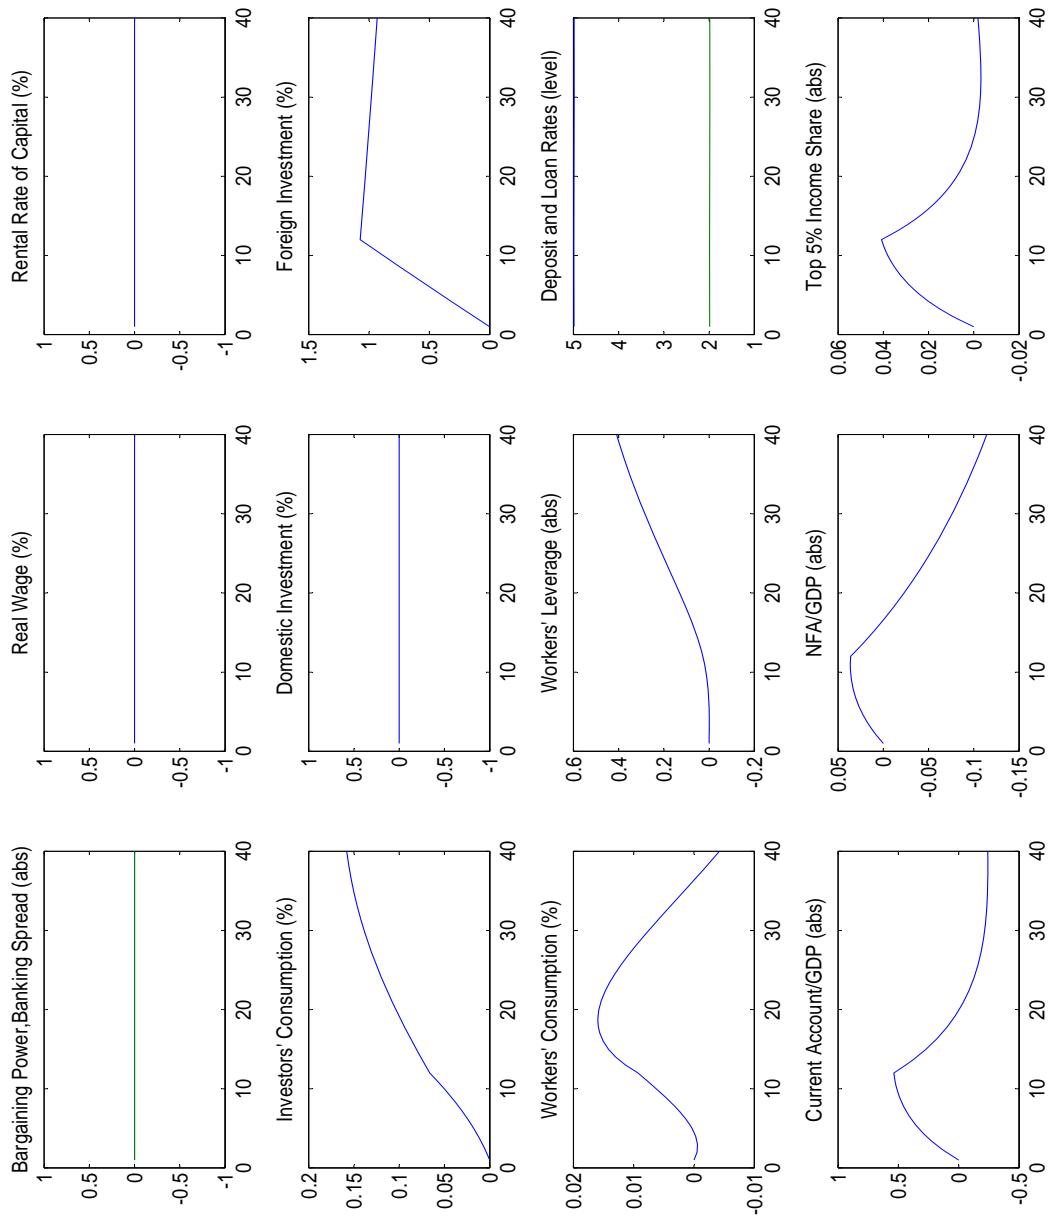 Bargaining Power,Banking Spread (abs)
1
0.5
0
-0.5
-1
0 10 20 30 40
Real Wage (%)
1
0.5
0
-0.5
-1
0 10 20 30 40
Rental Rate of Capital (%)
1
0.5
0
-0.5
-1
0 10 20 30 40
Investors' Consumption (%)
0.2
0.15
0.1
0.05
0
0 10 20 30 40
Domestic Investment (%)
1
0.5
0
-0.5
-1
0 10 20 30 40
Foreign Investment (%)
1.5
1
0.5
0
0 10 20 30 40
Workers' Consumption (%)
0.02
0.01
0
-0.01
0 10 20 30 40
Workers' Leverage (abs)
0.6
0.4
0.2
0
-0.2
0 10 20 30 40
Deposit and Loan Rates (level)
5
4
3
2
1
0 10 20 30 40
Current Account/GDP (abs)
1
0.5
0
-0.5
0 10 20 30 40
NFA/GDP (abs)
0.05
0
-0.05
-0.1
-0.15
0 10 20 30 40
Top 5% Income Share (abs)
0.06
0.04
0.02
0
-0.02
0 10 20 30 40